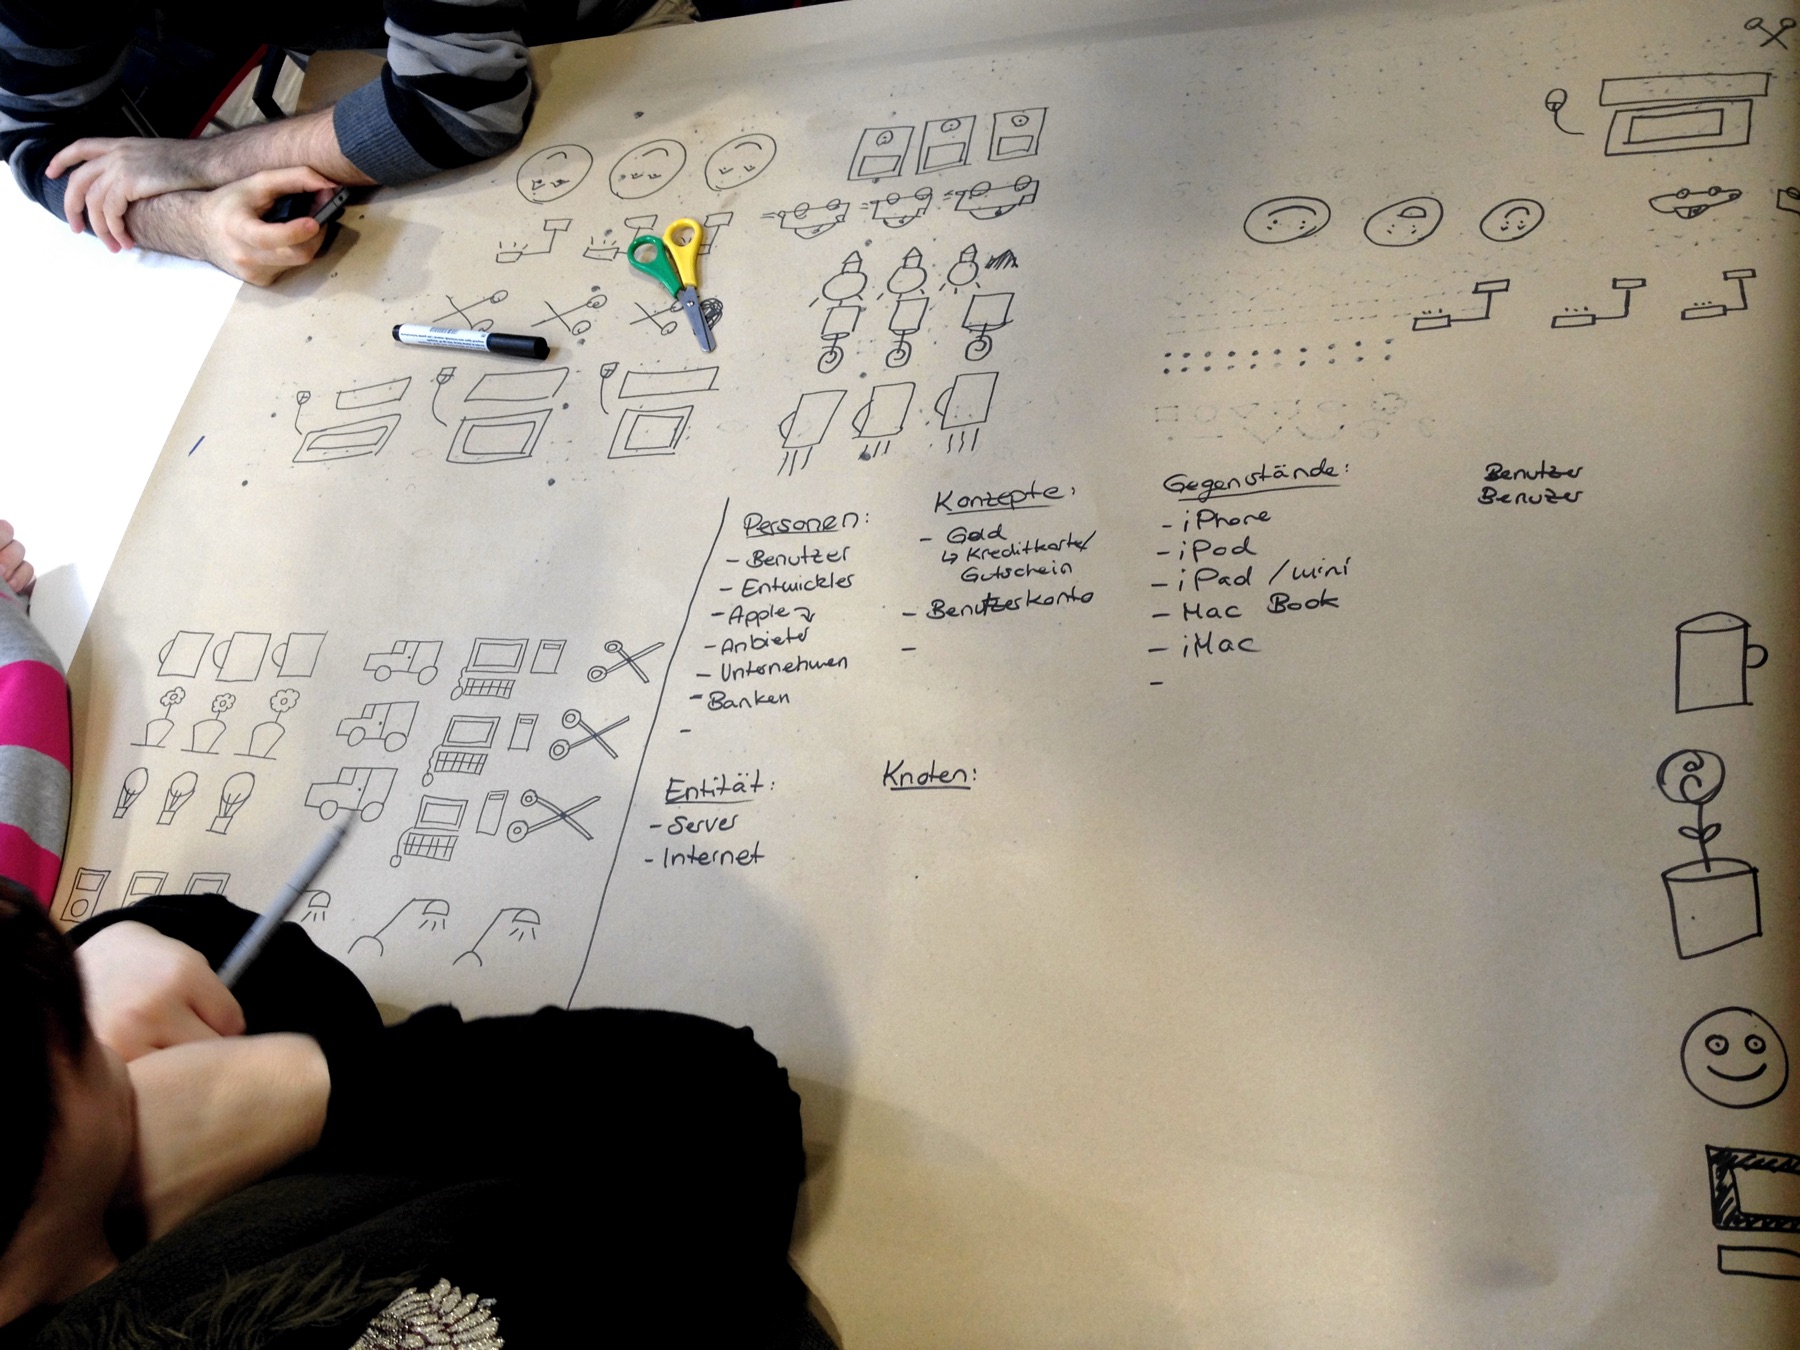 Personen:
- Benutzer
- Entwickler
- Apple
- Anbieter
- Unternehmen
- Banken
-
Konzepte:
- Geld
↳ Kreditkarte/
Gutschein
- Benutzerkonto
-
Gegenstände:
- iPhone
- iPod
- iPad / mini
- Mac Book
- iMac
-
Benutzer
Benuzer
Entität:
- Server
- Internet
Knoten: